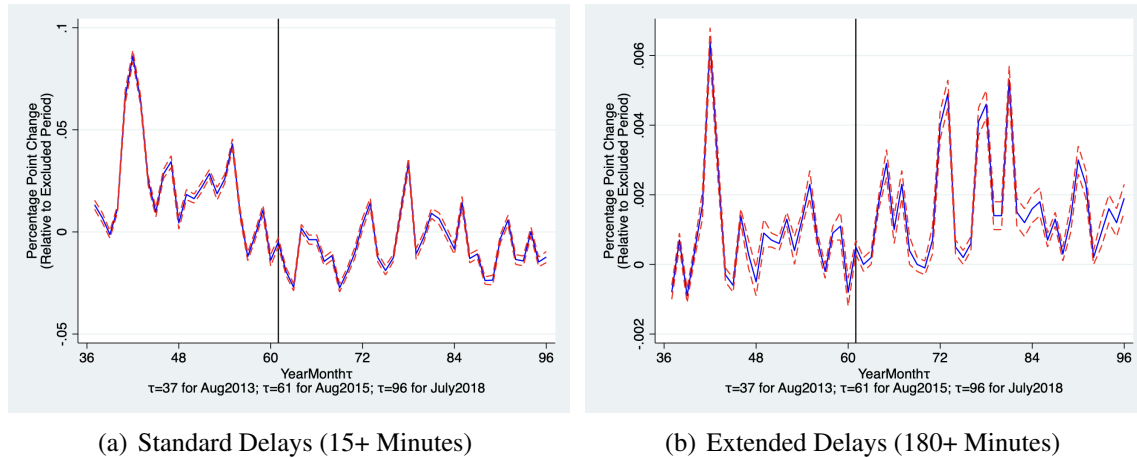 Percentage Point Change
(Relative to Excluded Period)
.1
.05
0
-.05
36
48
60
72
84
96
YearMonthτ
τ=37 for Aug2013; τ=61 for Aug2015; τ=96 for July2018
(a) Standard Delays (15+ Minutes)
Percentage Point Change
(Relative to Excluded Period)
.006
.004
.002
0
-.002
36
48
60
72
84
96
YearMonthτ
τ=37 for Aug2013; τ=61 for Aug2015; τ=96 for July2018
(b) Extended Delays (180+ Minutes)